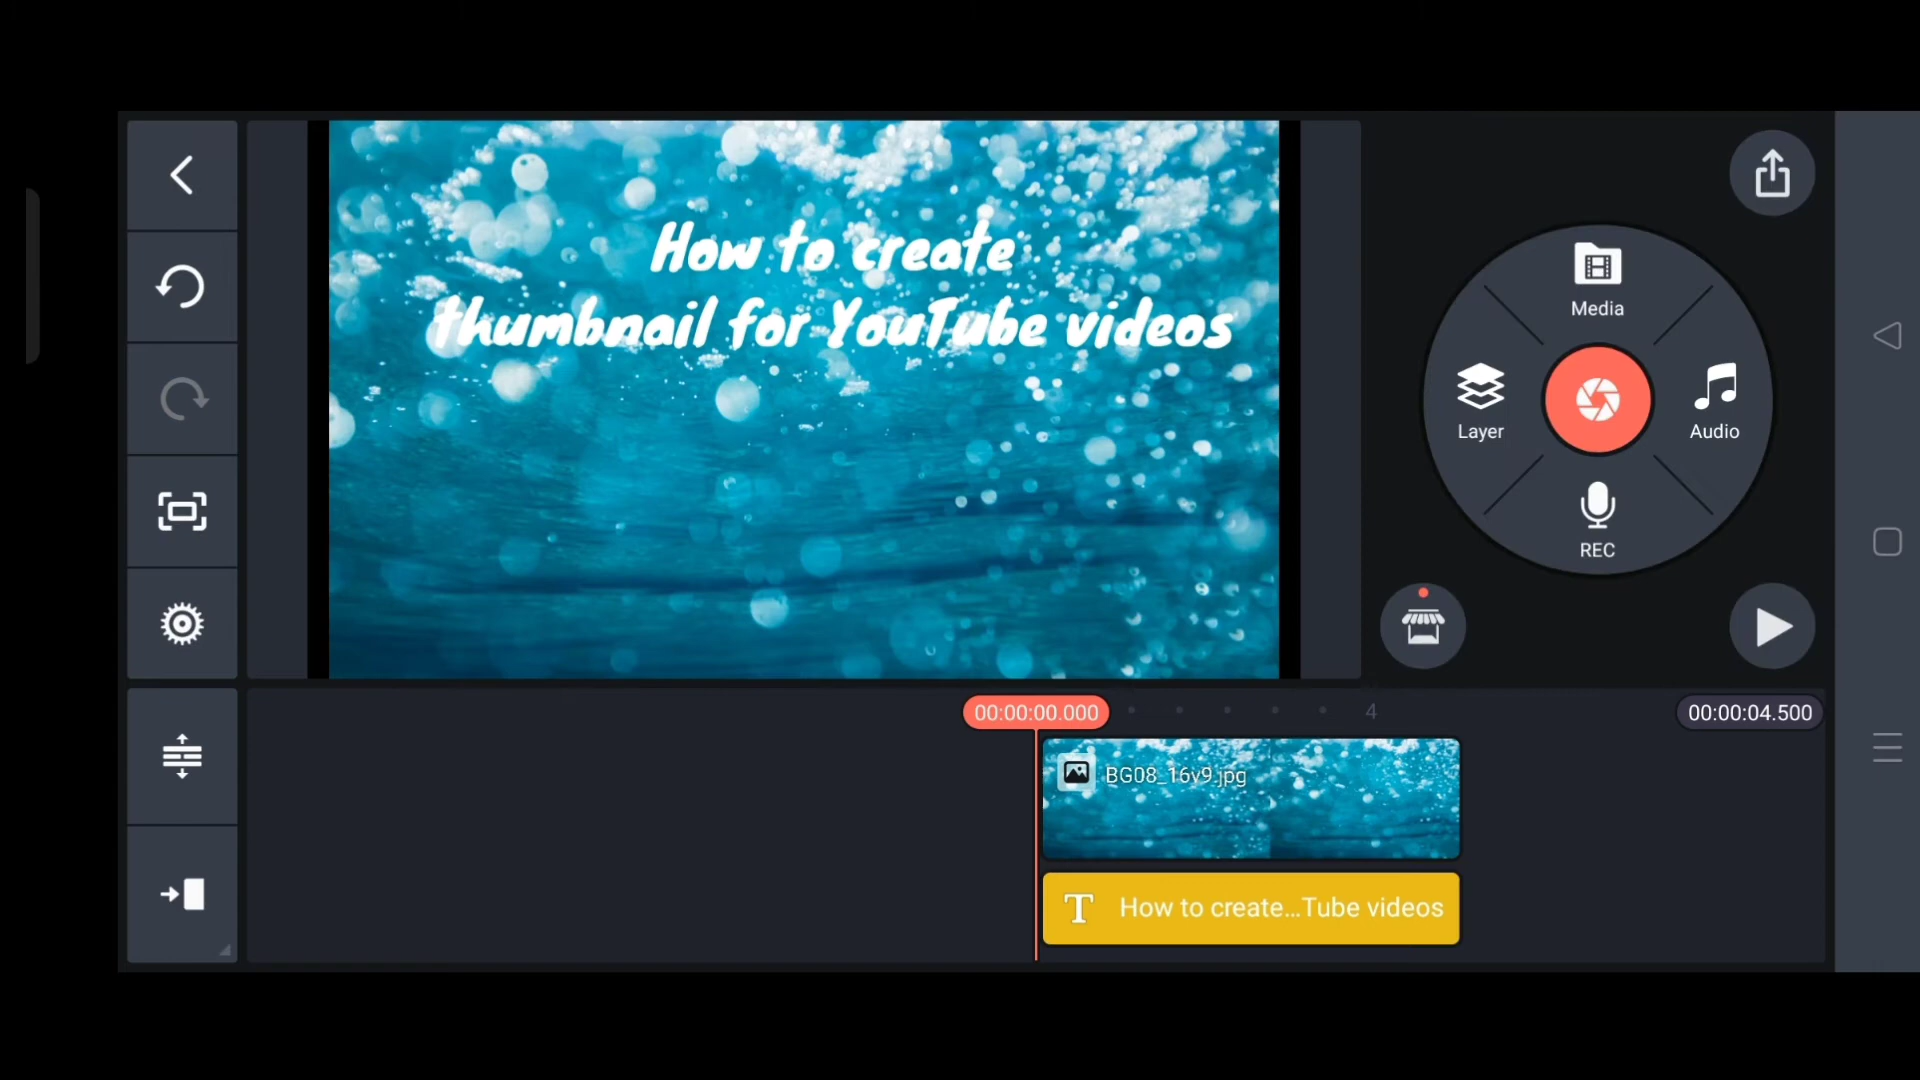 How to create
thumbnail for YouTube videos
Media
Layer
Audio
REC
00:00:00.000
4
00:00:04.500
BG08_16v9.jpg
How to create...Tube videos